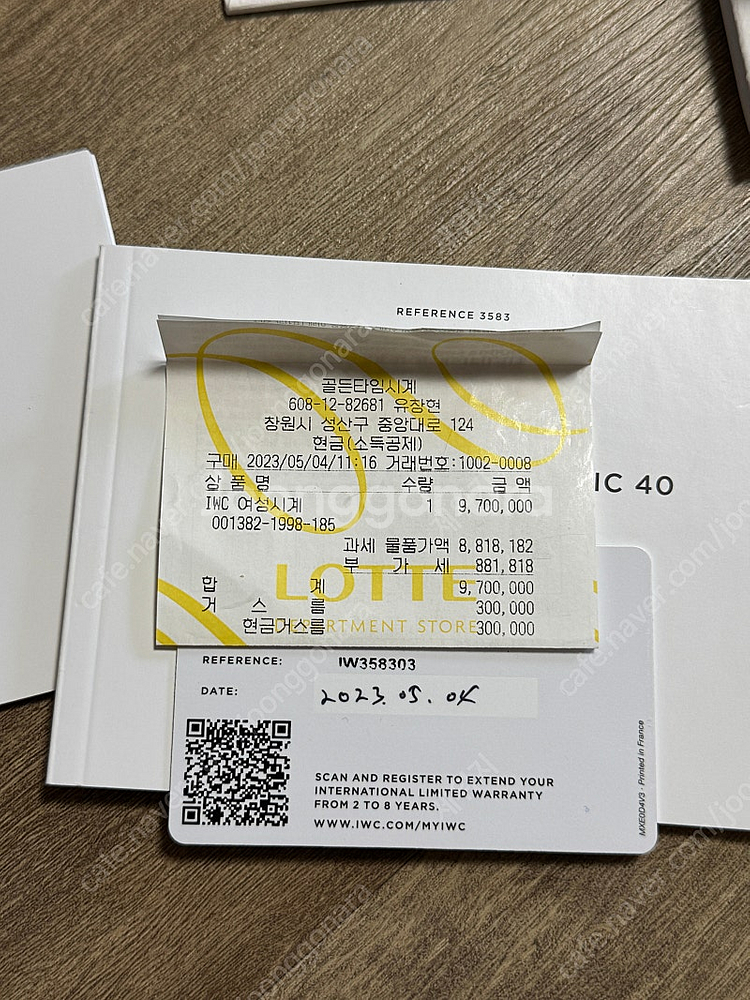 REFERENCE 3583
골든타임시계
608-12-82681 유창현
창원시 성산구 중앙대로 124
현금(소득공제)
구매 2023/05/04/11:16 거래번호:1002-0008
상 품 명 수량 금 액
IWC 여성시계 1 9,700,000
001382-1998-185
IC 40
과세 물품가액 8,818,182
부 가 세 881,818
합 계 9,700,000
거 스 름 300,000
현금거스름 300,000
LOTTE
DEPARTMENT STORE
REFERENCE: IW358303
DATE: 2023. 05. 04
SCAN AND REGISTER TO EXTEND YOUR
INTERNATIONAL LIMITED WARRANTY
FROM 2 TO 8 YEARS.
WWW.IWC.COM/MYIWC
MXE0D4V3 - Printed in France
joonggonara
cafe.naver.com/joonggonara